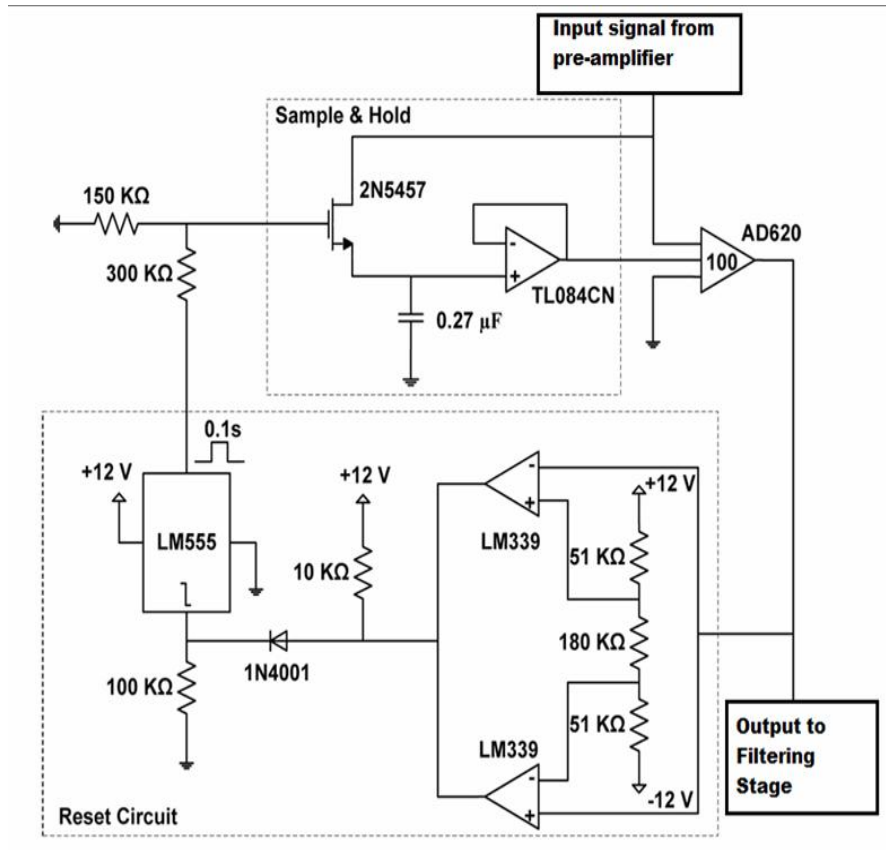 Input signal from
pre-amplifier
Sample & Hold
150 KΩ
2N5457
300 KΩ
-
+
TL084CN
0.27 µF
AD620
100
0.1s
+12 V
LM555
+12 V
10 KΩ
1N4001
100 KΩ
-
+
LM339
+12 V
51 KΩ
180 KΩ
51 KΩ
-12 V
LM339
-
+
Output to
Filtering
Stage
Reset Circuit